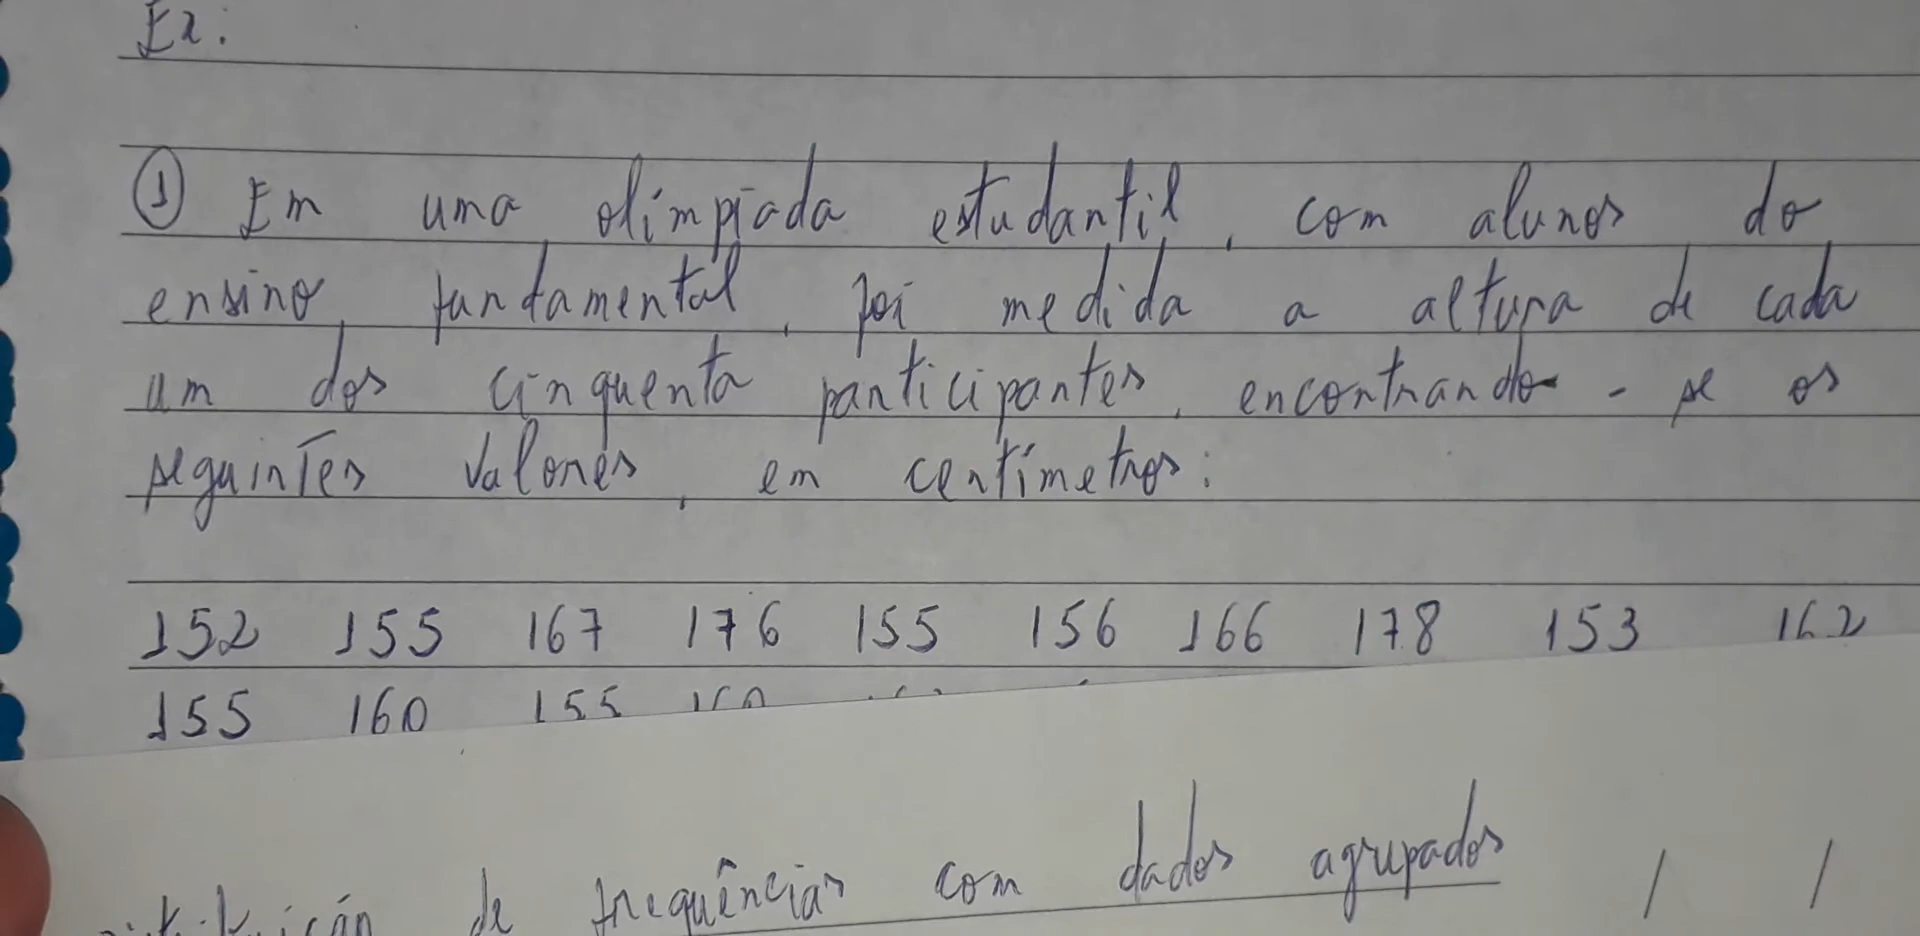 Ex:
① Em uma olimpíada estudantil, com alunos do
ensino fundamental, foi medida a altura de cada
um dos cinquenta participantes, encontrando-se os
seguintes valores, em centímetros:
152 155 167 176 155 156 166 178 153 162
155 160 155 160
de frequências com dados agrupados / /